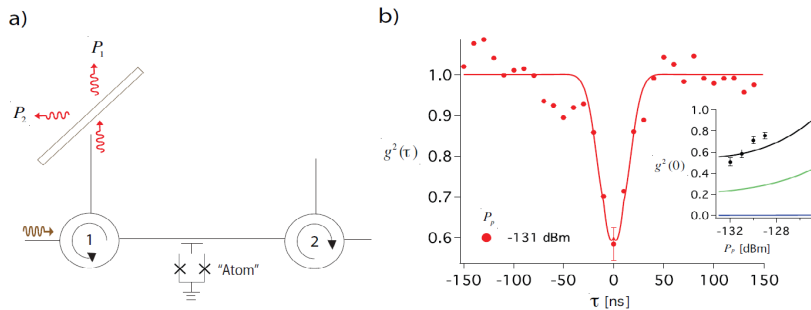 a)
P₁
P₂
1
2
"Atom"
b)
g²(τ)
1.0
0.9
0.8
0.7
0.6
P_p
-131 dBm
-150
-100
-50
0
50
100
150
τ [ns]
g²(0)
1.0
0.8
0.6
0.4
0.2
0.0
-132
-128
P_P [dBm]